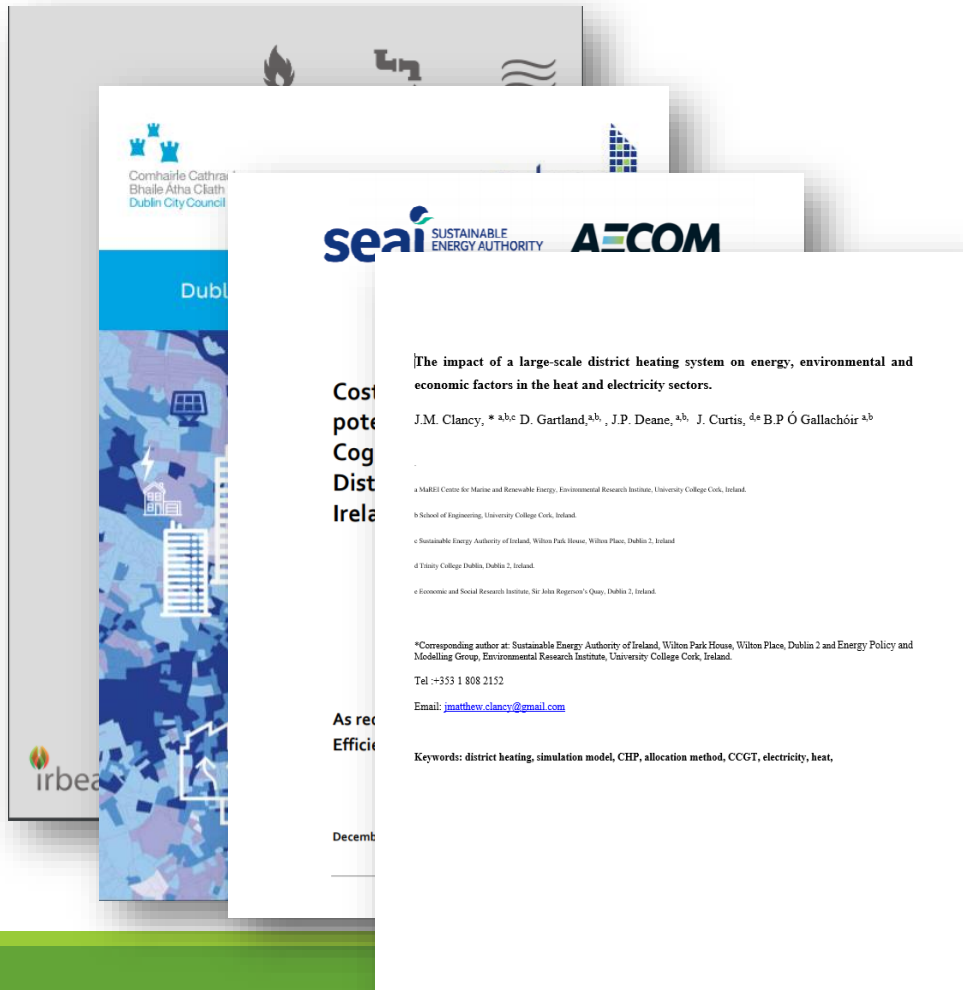 Comhairle Cathra
Bhaile Átha Cliath
Dublin City Council
Dubl
irbea
seai SUSTAINABLE
ENERGY AUTHORITY
AECOM
Cost
pote
Cog
Dist
Irela
As req
Efficie
Decemb
The impact of a large-scale district heating system on energy, environmental and
economic factors in the heat and electricity sectors.
J.M. Clancy, * a,b,c D. Gartland,a,b, , J.P. Deane, a,b, J. Curtis, d,e B.P Ó Gallachóir a,b
a MaREI Centre for Marine and Renewable Energy, Environmental Research Institute, University College Cork, Ireland.
b School of Engineering, University College Cork, Ireland.
c Sustainable Energy Authority of Ireland, Wilton Park House, Wilton Place, Dublin 2, Ireland
d Trinity College Dublin, Dublin 2, Ireland.
e Economic and Social Research Institute, Sir John Rogerson's Quay, Dublin 2, Ireland.
*Corresponding author at: Sustainable Energy Authority of Ireland, Wilton Park House, Wilton Place, Dublin 2 and Energy Policy and
Modelling Group, Environmental Research Institute, University College Cork, Ireland.
Tel :+353 1 808 2152
Email: jmatthew.clancy@gmail.com
Keywords: district heating, simulation model, CHP, allocation method, CCGT, electricity, heat,